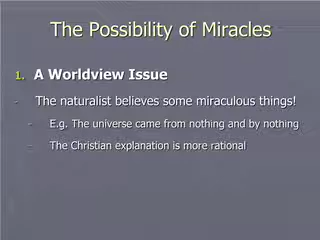 The Possibility of Miracles
1. A Worldview Issue
- The naturalist believes some miraculous things!
- E.g. The universe came from nothing and by nothing
- The Christian explanation is more rational